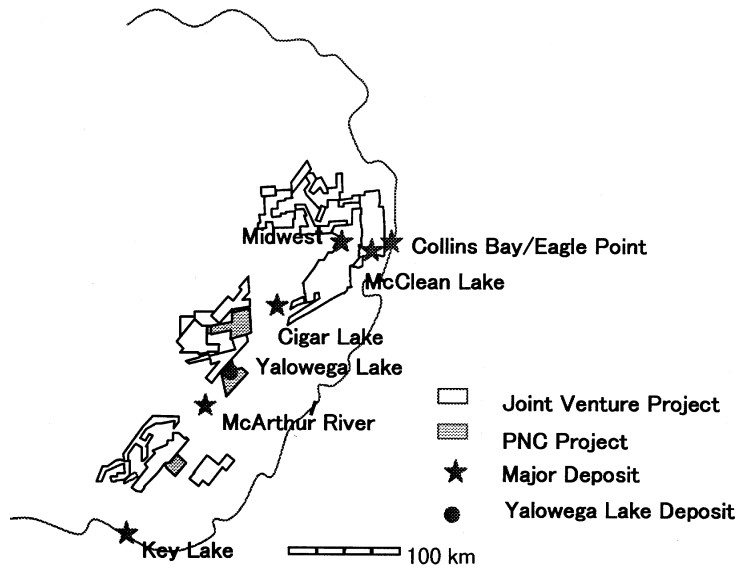 Midwest
Collins Bay/Eagle Point
McClean Lake
Cigar Lake
Yalowega Lake
McArthur River
Key Lake
Joint Venture Project
PNC Project
Major Deposit
Yalowega Lake Deposit
100 km